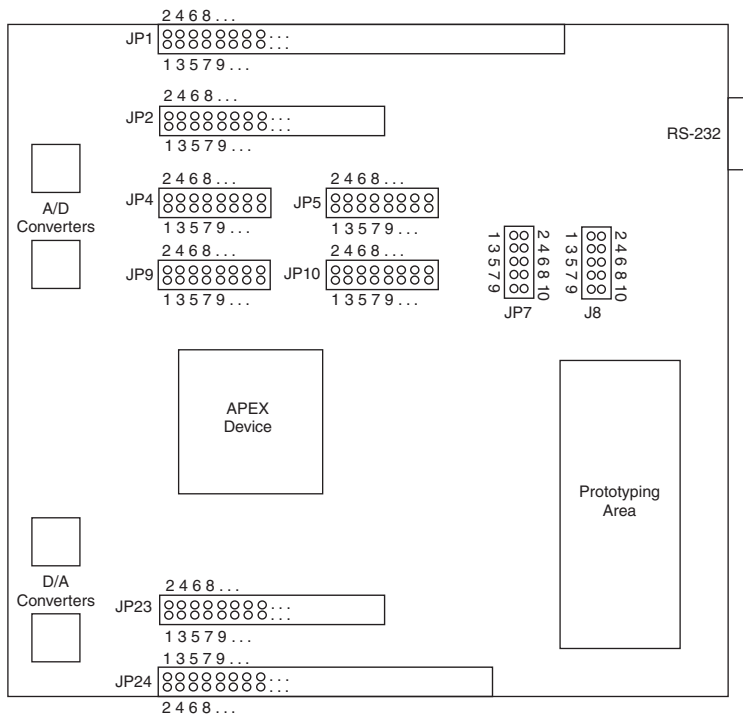 2 4 6 8 . . .
JP1
. . .
. . .
1 3 5 7 9 . . .
2 4 6 8 . . .
JP2
. . .
. . .
1 3 5 7 9 . . .
RS-232
A/D
Converters
2 4 6 8 . . .
JP4
1 3 5 7 9 . . .
2 4 6 8 . . .
JP5
1 3 5 7 9 . . .
2 4 6 8 . . .
JP9
1 3 5 7 9 . . .
2 4 6 8 . . .
JP10
1 3 5 7 9 . . .
1 3 5 7 9
2 4 6 8 10
JP7
1 3 5 7 9
2 4 6 8 10
J8
APEX
Device
Prototyping
Area
D/A
Converters
2 4 6 8 . . .
JP23
. . .
. . .
1 3 5 7 9 . . .
1 3 5 7 9 . . .
JP24
. . .
. . .
2 4 6 8 . . .